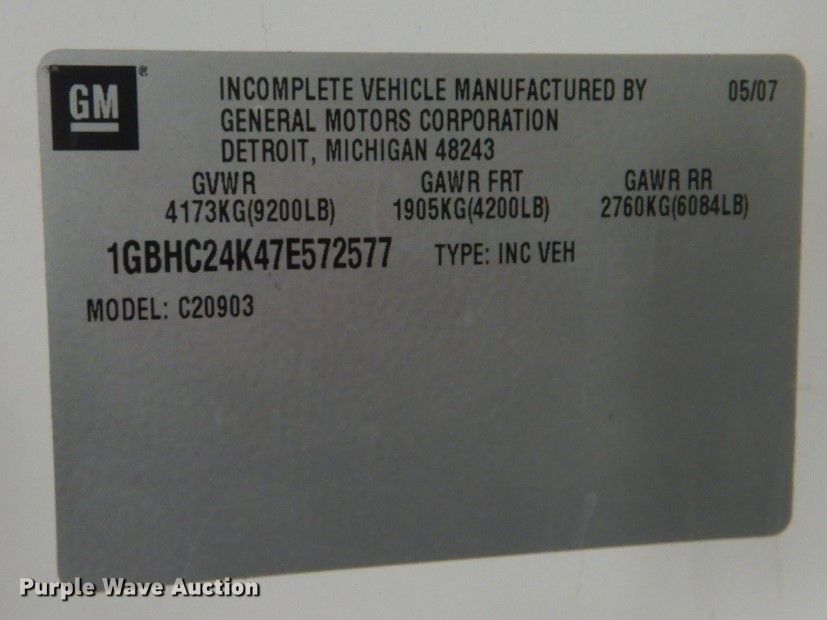 GM®
INCOMPLETE VEHICLE MANUFACTURED BY 05/07
GENERAL MOTORS CORPORATION
DETROIT, MICHIGAN 48243
GVWR GAWR FRT GAWR RR
4173KG(9200LB) 1905KG(4200LB) 2760KG(6084LB)
1GBHC24K47E572577 TYPE: INC VEH
MODEL: C20903
Purple Wave Auction